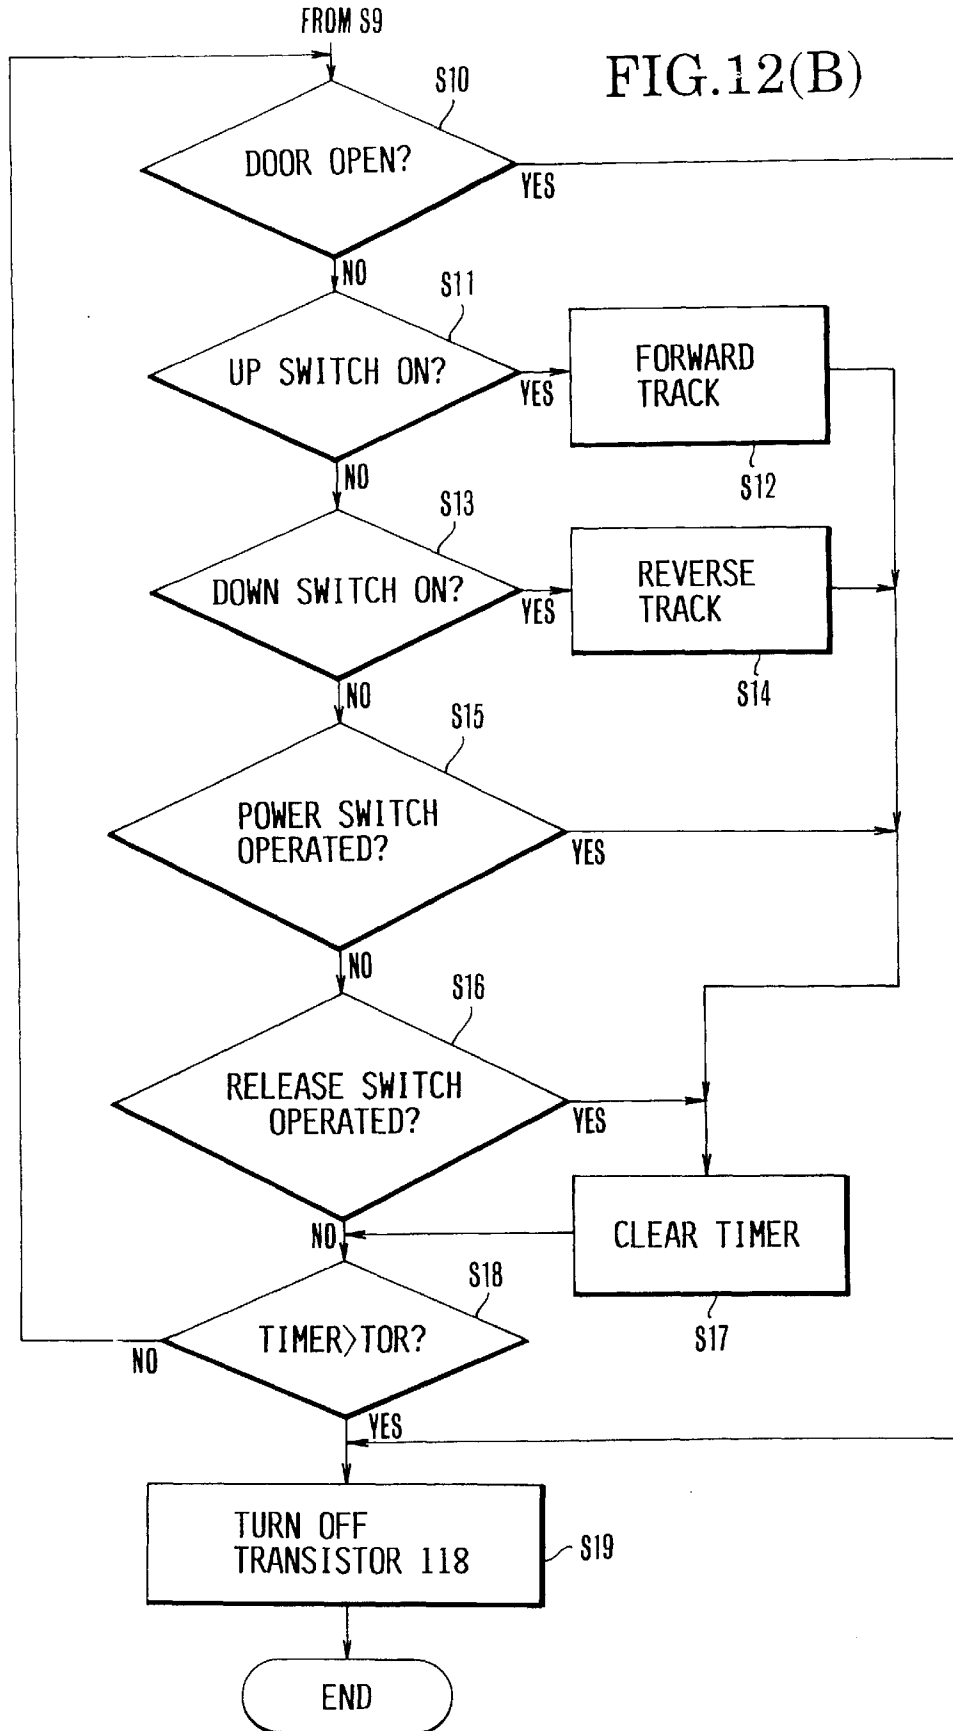 FROM S9
FIG.12(B)
S10
DOOR OPEN?
YES
NO
S11
UP SWITCH ON?
YES
FORWARD
TRACK
S12
NO
S13
DOWN SWITCH ON?
YES
REVERSE
TRACK
S14
NO
S15
POWER SWITCH
OPERATED?
YES
NO
S16
RELEASE SWITCH
OPERATED?
YES
CLEAR TIMER
S17
NO
S18
TIMER>TOR?
NO
YES
TURN OFF
TRANSISTOR 118
S19
END